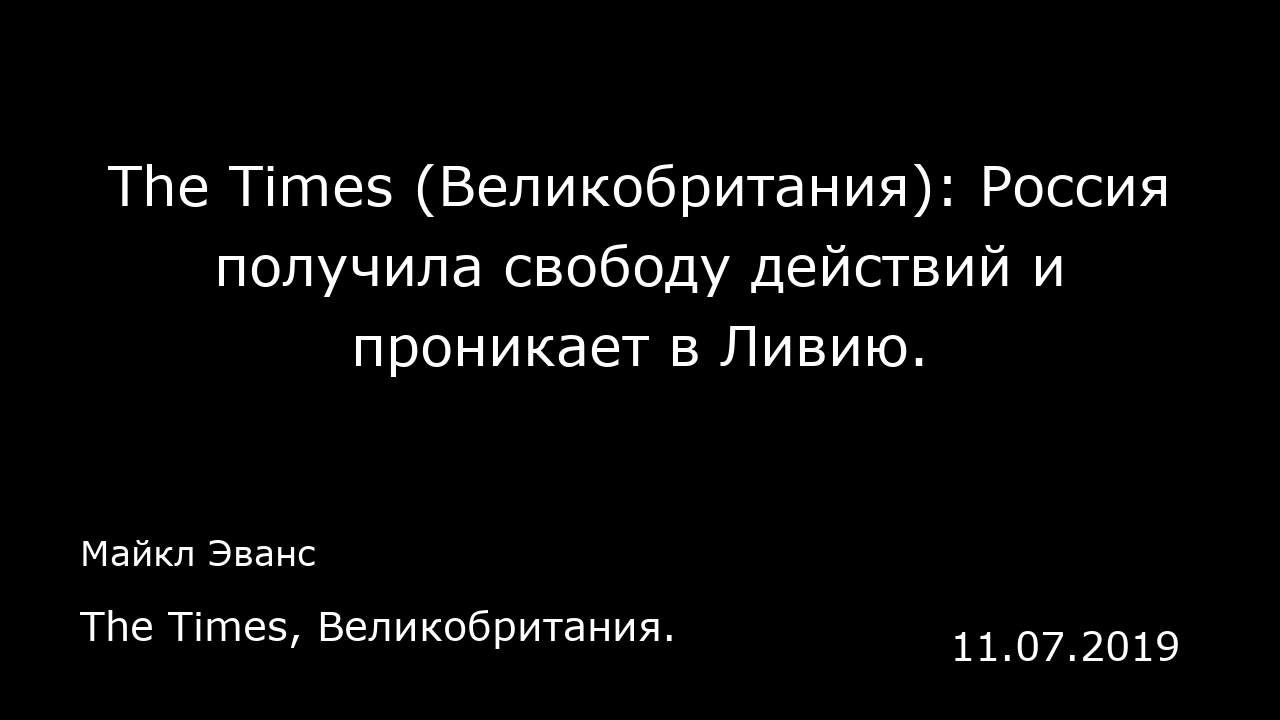 The Times (Великобритания): Россия
получила свободу действий и
проникает в Ливию.
Майкл Эванс
The Times, Великобритания.
11.07.2019